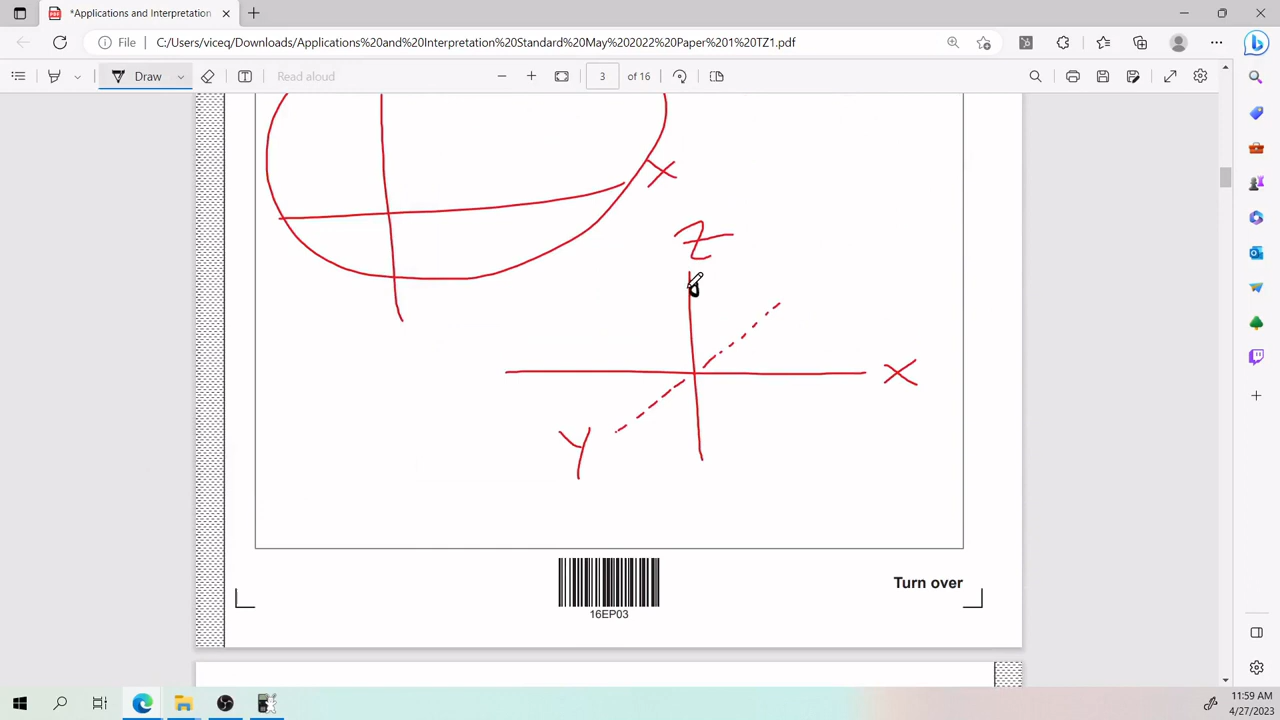 *Applications and Interpretation
File
C:/Users/viceq/Downloads/Applications%20and%20Interpretation%20Standard%20May%202022%20Paper%201%20TZ1.pdf
Draw
Read aloud
3
of 16
X
Z
X
Y
Turn over
16EP03
11:59 AM
4/27/2023